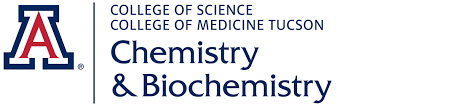 A®
COLLEGE OF SCIENCE
COLLEGE OF MEDICINE TUCSON
Chemistry
& Biochemistry